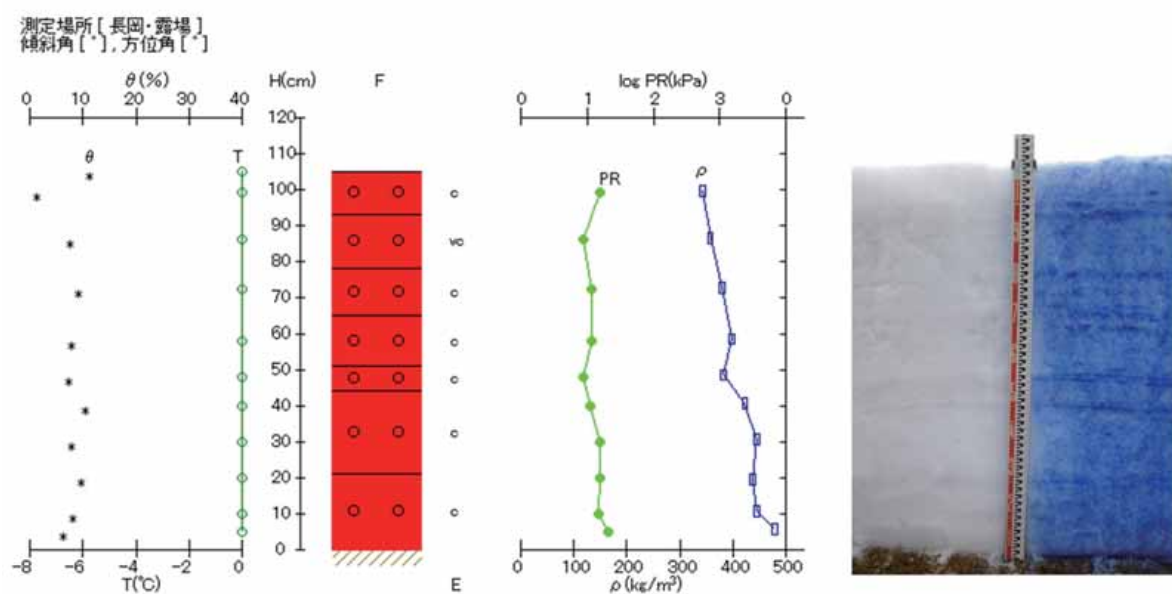 測定場所[ 長岡・露場 ]
傾斜角[ ° ], 方位角[ ° ]
θ(%) H(cm) F log PR(kPa)
0 10 20 30 40 0 1 2 3 0
120
θ T
PR ρ
100 c
90
80 vc
70 c
60 c
50 c
40
30 c
20
10 c
0
-8 -6 -4 -2 0 100 200 300 400 500
T(℃) E ρ(kg/m³)